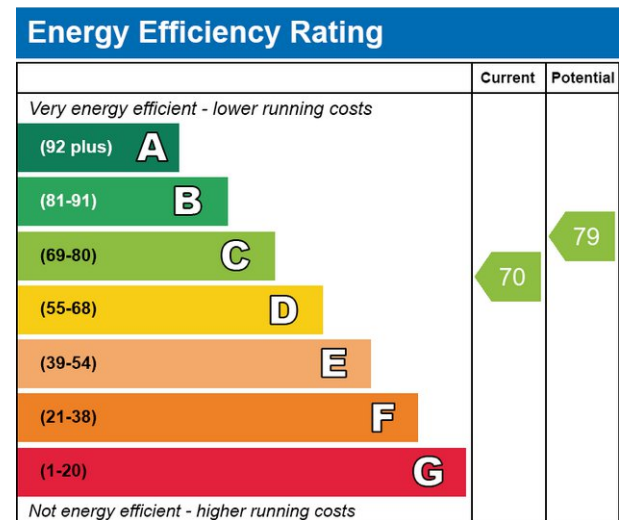 Energy Efficiency Rating
Current Potential
Very energy efficient - lower running costs
(92 plus) A
(81-91) B
(69-80) C
(55-68) D
(39-54) E
(21-38) F
(1-20) G
79
70
Not energy efficient - higher running costs